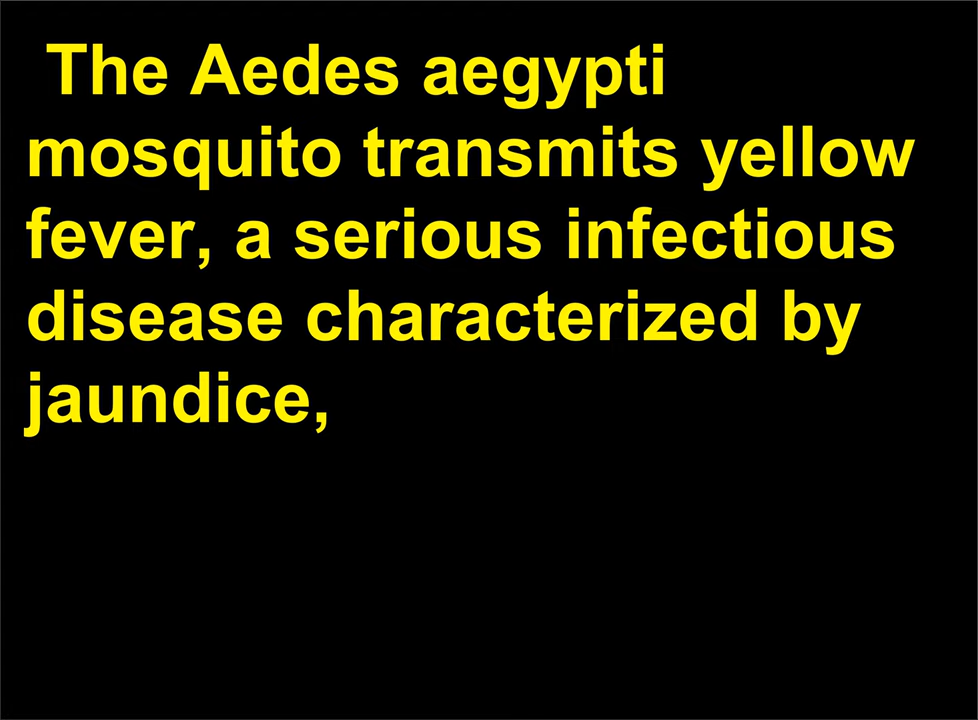 The Aedes aegypti
mosquito transmits yellow
fever, a serious infectious
disease characterized by
jaundice,